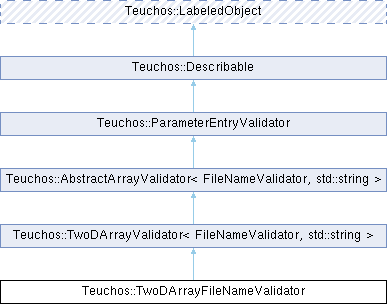 Teuchos::LabeledObject
Teuchos::Describable
Teuchos::ParameterEntryValidator
Teuchos::AbstractArrayValidator< FileNameValidator, std::string >
Teuchos::TwoDArrayValidator< FileNameValidator, std::string >
Teuchos::TwoDArrayFileNameValidator